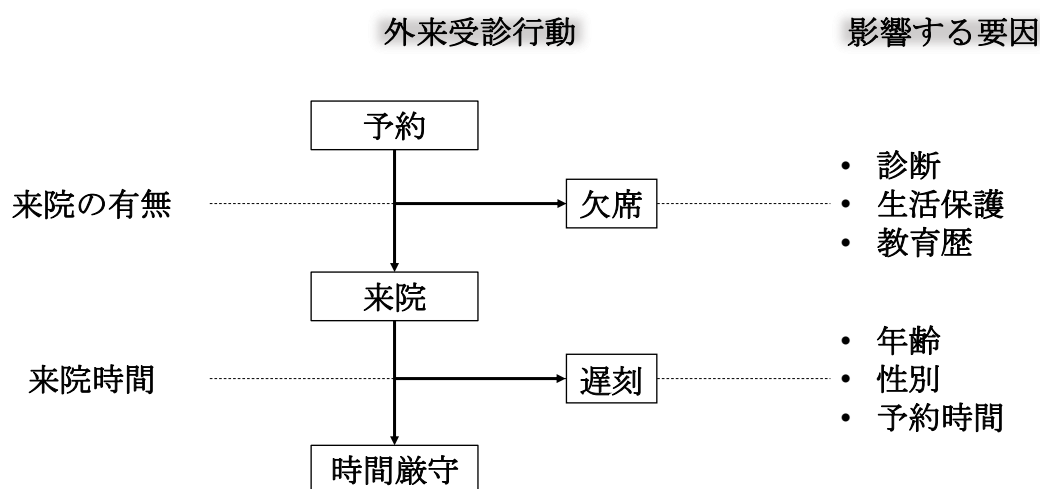 外来受診行動
影響する要因
予約
来院の有無
欠席
• 診断
• 生活保護
• 教育歴
来院
来院時間
遅刻
• 年齢
• 性別
• 予約時間
時間厳守